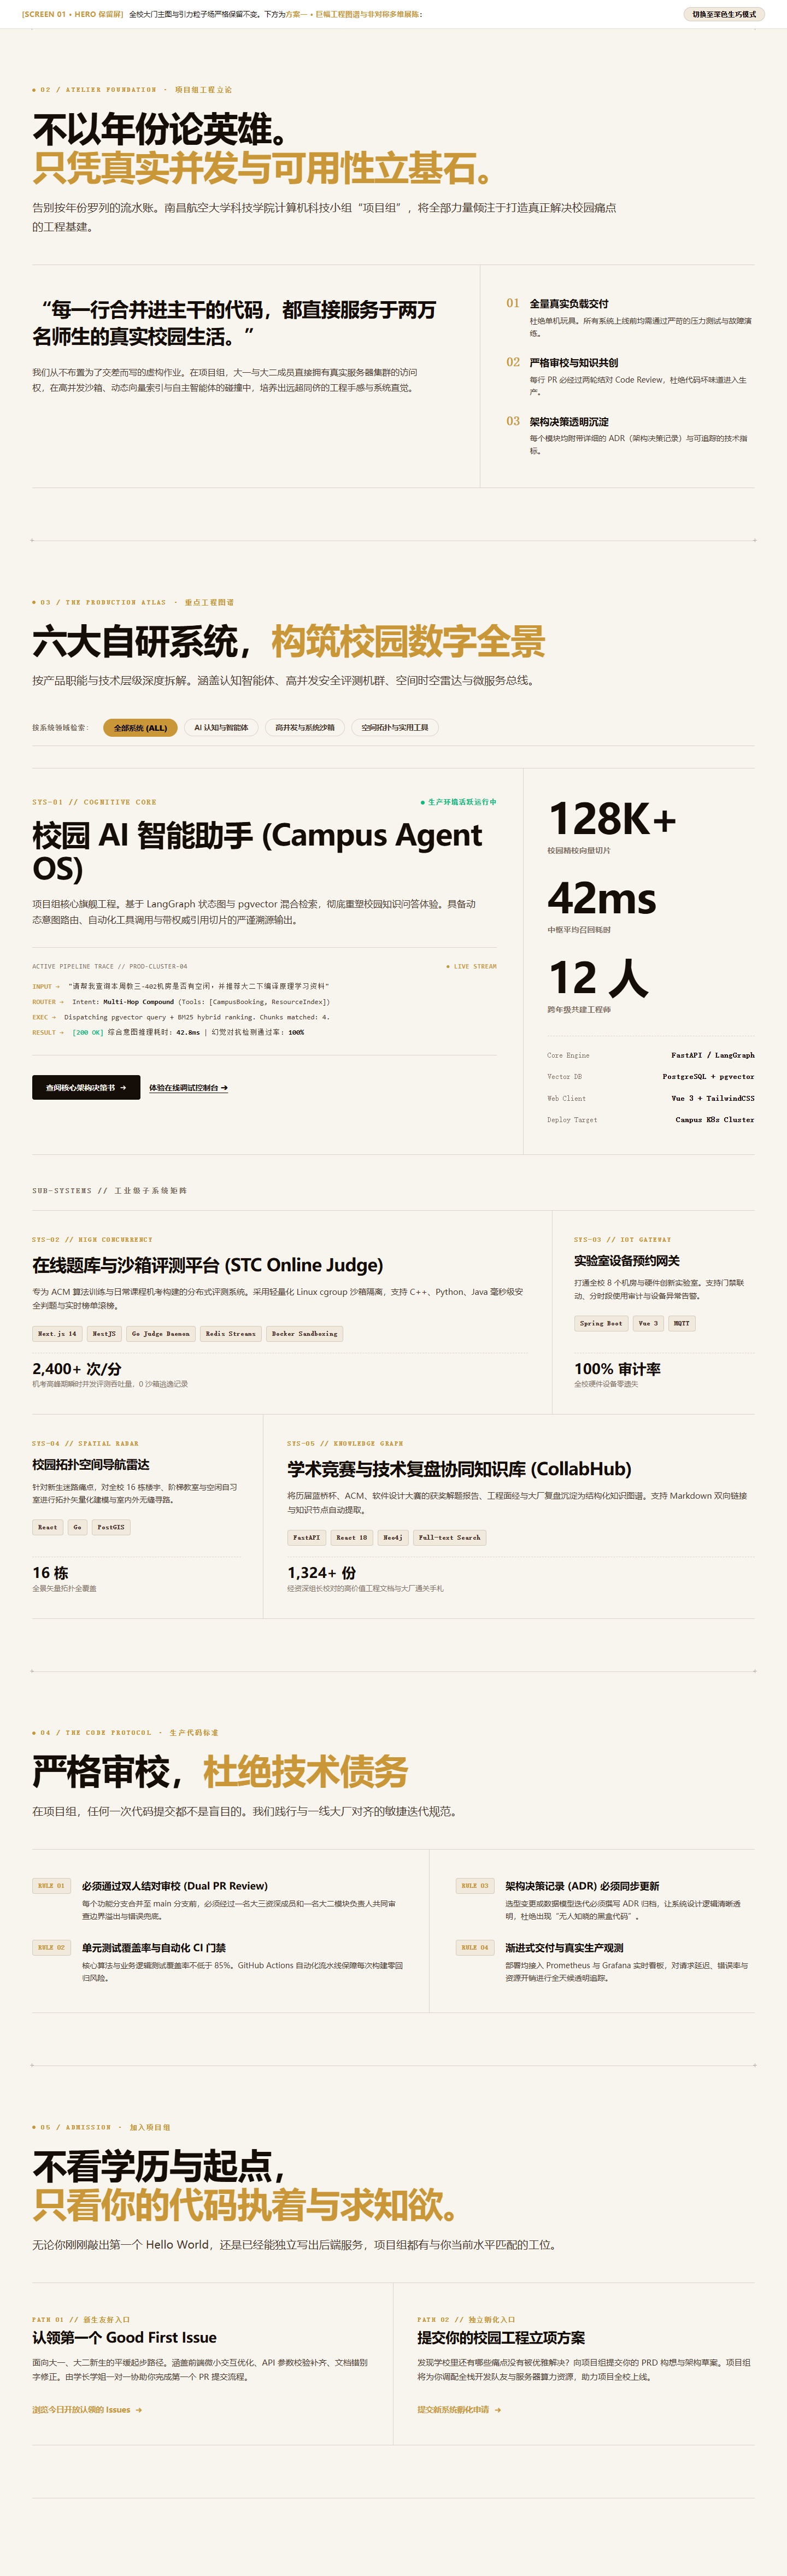 [SCREEN 01 • HERO 保留屏] 全校大门主图与引力粒子场严格保留不变。下方为方案一 • 巨幅工程图谱与非对称多维展陈：
切换至深色生巧模式
02 / ATELIER FOUNDATION · 项目组工程立论
不以年份论英雄。
只凭真实并发与可用性立基石。
告别按年份罗列的流水账。南昌航空大学科技学院计算机科技小组“项目组”，将全部力量倾注于打造真正解决校园痛点
的工程基建。
“每一行合并进主干的代码，都直接服务于两万
名师生的真实校园生活。”
我们从不布置为了交差而写的虚构作业。在项目组，大一与大二成员直接拥有真实服务器集群的访问
权，在高并发沙箱、动态向量索引与自主智能体的碰撞中，培养出远超同侪的工程手感与系统直觉。
01 全量真实负载交付
杜绝单机玩具。所有系统上线前均需通过严苛的压力测试与故障演
练。
02 严格审校与知识共创
每行 PR 必经过两轮结对 Code Review，杜绝代码坏味道进入生
产。
03 架构决策透明沉淀
每个模块均附带详细的 ADR（架构决策记录）与可追踪的技术指
标。
03 / THE PRODUCTION ATLAS · 重点工程图谱
六大自研系统，构筑校园数字全景
按产品职能与技术层级深度拆解。涵盖认知智能体、高并发安全评测机群、空间时空雷达与微服务总线。
按系统领域检索：
全部系统 (ALL)
AI 认知与智能体
高并发与系统沙箱
空间拓扑与实用工具
SYS-01 // COGNITIVE CORE
● 生产环境活跃运行中
校园 AI 智能助手 (Campus Agent
OS)
项目组核心旗舰工程。基于 LangGraph 状态图与 pgvector 混合检索，彻底重塑校园知识问答体验。具备动
态意图路由、自动化工具调用与带权威引用切片的严谨溯源输出。
ACTIVE PIPELINE TRACE // PROD-CLUSTER-04
● LIVE STREAM
INPUT → "请帮我查询本周教三-402机房是否有空闲，并推荐大二下编译原理学习资料"
ROUTER → Intent: Multi-Hop Compound (Tools: [CampusBooking, ResourceIndex])
EXEC → Dispatching pgvector query + BM25 hybrid ranking. Chunks matched: 4.
RESULT → [200 OK] 综合意图推理耗时: 42.8ms | 幻觉对抗检测通过率: 100%
查阅核心架构决策书 →
体验在线调试控制台 →
128K+
校园精校向量切片
42ms
中枢平均召回耗时
12 人
跨年级共建工程师
Core Engine FastAPI / LangGraph
Vector DB PostgreSQL + pgvector
Web Client Vue 3 + TailwindCSS
Deploy Target Campus K8s Cluster
SUB-SYSTEMS // 工业级子系统矩阵
SYS-02 // HIGH CONCURRENCY
在线题库与沙箱评测平台 (STC Online Judge)
专为 ACM 算法训练与日常课程机考构建的分布式评测系统。采用轻量化 Linux cgroup 沙箱隔离，支持 C++、Python、Java 毫秒级安
全判题与实时榜单滚榜。
Next.js 14
NestJS
Go Judge Daemon
Redis Streams
Docker Sandboxing
2,400+ 次/分
机考高峰期瞬时并发评测吞吐量，0 沙箱逃逸记录
SYS-03 // IOT GATEWAY
实验室设备预约网关
打通全校 8 个机房与硬件创新实验室。支持门禁联
动、分时段使用审计与设备异常告警。
Spring Boot
Vue 3
MQTT
100% 审计率
全校硬件设备零遗失
SYS-04 // SPATIAL RADAR
校园拓扑空间导航雷达
针对新生迷路痛点，对全校 16 栋楼宇、阶梯教室与空闲自习
室进行拓扑矢量化建模与室内外无缝寻路。
React
Go
PostGIS
16 栋
全景矢量拓扑全覆盖
SYS-05 // KNOWLEDGE GRAPH
学术竞赛与技术复盘协同知识库 (CollabHub)
将历届蓝桥杯、ACM、软件设计大赛的获奖解题报告、工程面经与大厂复盘沉淀为结构化知识图谱。支持 Markdown 双向链接
与知识节点自动提取。
FastAPI
React 18
Neo4j
Full-text Search
1,324+ 份
经资深组长校对的高价值工程文档与大厂通关手札
04 / THE CODE PROTOCOL · 生产代码标准
严格审校，杜绝技术债务
在项目组，任何一次代码提交都不是盲目的。我们践行与一线大厂对齐的敏捷迭代规范。
RULE 01 必须通过双人结对审校 (Dual PR Review)
每个功能分支合并至 main 分支前，必须经过一名大三资深成员和一名大二模块负责人共同审
查边界溢出与错误兜底。
RULE 02 单元测试覆盖率与自动化 CI 门禁
核心算法与业务逻辑测试覆盖率不低于 85%。GitHub Actions 自动化流水线保障每次构建零回
归风险。
RULE 03 架构决策记录 (ADR) 必须同步更新
选型变更或数据模型迭代必须撰写 ADR 归档，让系统设计逻辑清晰透
明，杜绝出现“无人知晓的黑盒代码”。
RULE 04 渐进式交付与真实生产观测
部署均接入 Prometheus 与 Grafana 实时看板，对请求延迟、错误率与
资源开销进行全天候透明追踪。
05 / ADMISSION · 加入项目组
不看学历与起点，
只看你的代码执着与求知欲。
无论你刚刚敲出第一个 Hello World，还是已经能独立写出后端服务，项目组都有与你当前水平匹配的工位。
PATH 01 // 新生友好入口
认领第一个 Good First Issue
面向大一、大二新生的平缓起步路径。涵盖前端微小交互优化、API 参数校验补齐、文档错别
字修正。由学长学姐一对一协助你完成第一个 PR 提交流程。
浏览今日开放认领的 Issues →
PATH 02 // 独立孵化入口
提交你的校园工程立项方案
发现学校里还有哪些痛点没有被优雅解决？向项目组提交你的 PRD 构想与架构草案。项目组
将为你调配全栈开发队友与服务器算力资源，助力项目全校上线。
提交新系统孵化申请 →